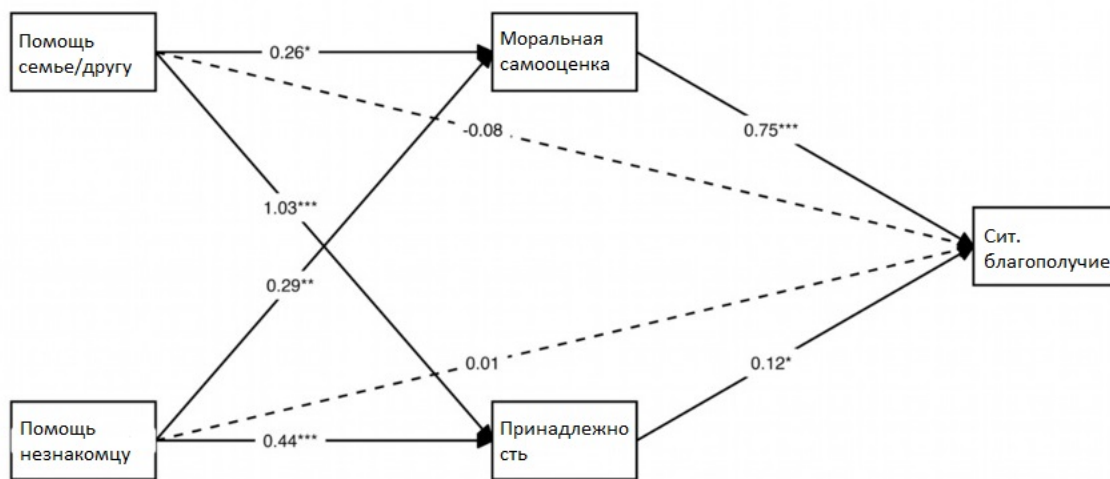 Помощь
семье/другу
0.26*
Моральная
самооценка
-0.08
0.75***
1.03***
Сит.
благополучие
0.29**
0.01
0.12*
Помощь
незнакомцу
0.44***
Принадлежно
сть